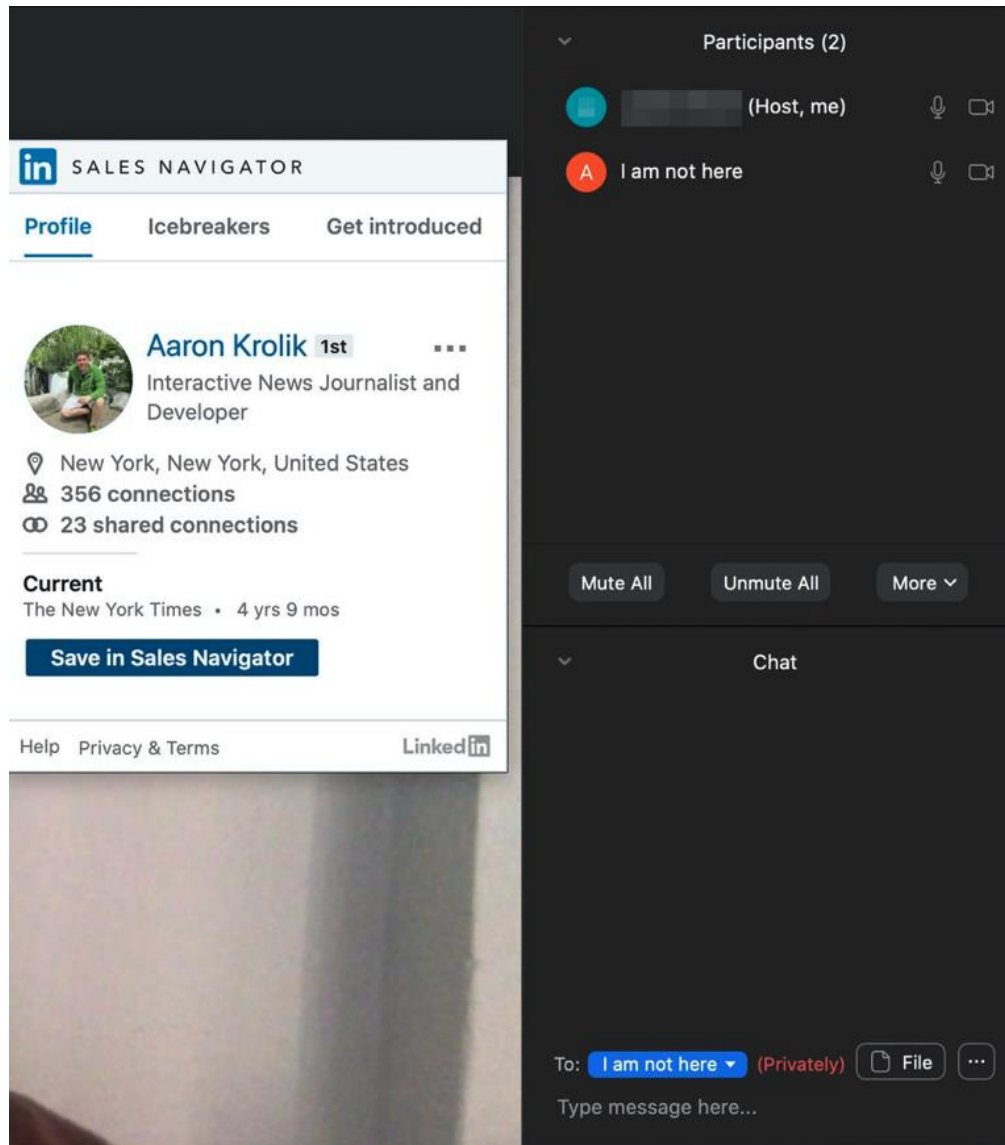 in SALES NAVIGATOR
Profile Icebreakers Get introduced
Aaron Krolik 1st ...
Interactive News Journalist and
Developer
New York, New York, United States
356 connections
23 shared connections
Current
The New York Times • 4 yrs 9 mos
Save in Sales Navigator
Help Privacy & Terms Linked in
Participants (2)
(Host, me)
A I am not here
Mute All Unmute All More
Chat
To: I am not here (Privately) File ...
Type message here...